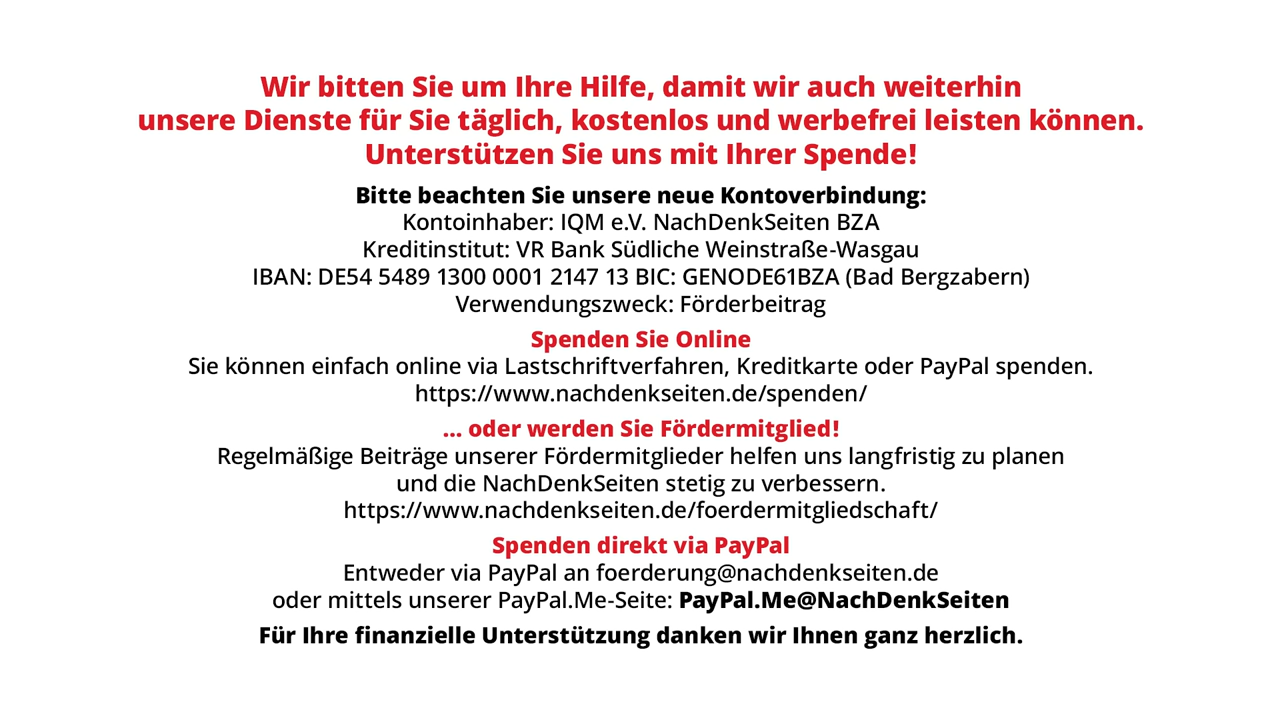 Wir bitten Sie um Ihre Hilfe, damit wir auch weiterhin
unsere Dienste für Sie täglich, kostenlos und werbefrei leisten können.
Unterstützen Sie uns mit Ihrer Spende!
Bitte beachten Sie unsere neue Kontoverbindung:
Kontoinhaber: IQM e.V. NachDenkSeiten BZA
Kreditinstitut: VR Bank Südliche Weinstraße-Wasgau
IBAN: DE54 5489 1300 0001 2147 13 BIC: GENODE61BZA (Bad Bergzabern)
Verwendungszweck: Förderbeitrag
Spenden Sie Online
Sie können einfach online via Lastschriftverfahren, Kreditkarte oder PayPal spenden.
https://www.nachdenkseiten.de/spenden/
... oder werden Sie Fördermitglied!
Regelmäßige Beiträge unserer Fördermitglieder helfen uns langfristig zu planen
und die NachDenkSeiten stetig zu verbessern.
https://www.nachdenkseiten.de/foerdermitgliedschaft/
Spenden direkt via PayPal
Entweder via PayPal an foerderung@nachdenkseiten.de
oder mittels unserer PayPal.Me-Seite: PayPal.Me@NachDenkSeiten
Für Ihre finanzielle Unterstützung danken wir Ihnen ganz herzlich.